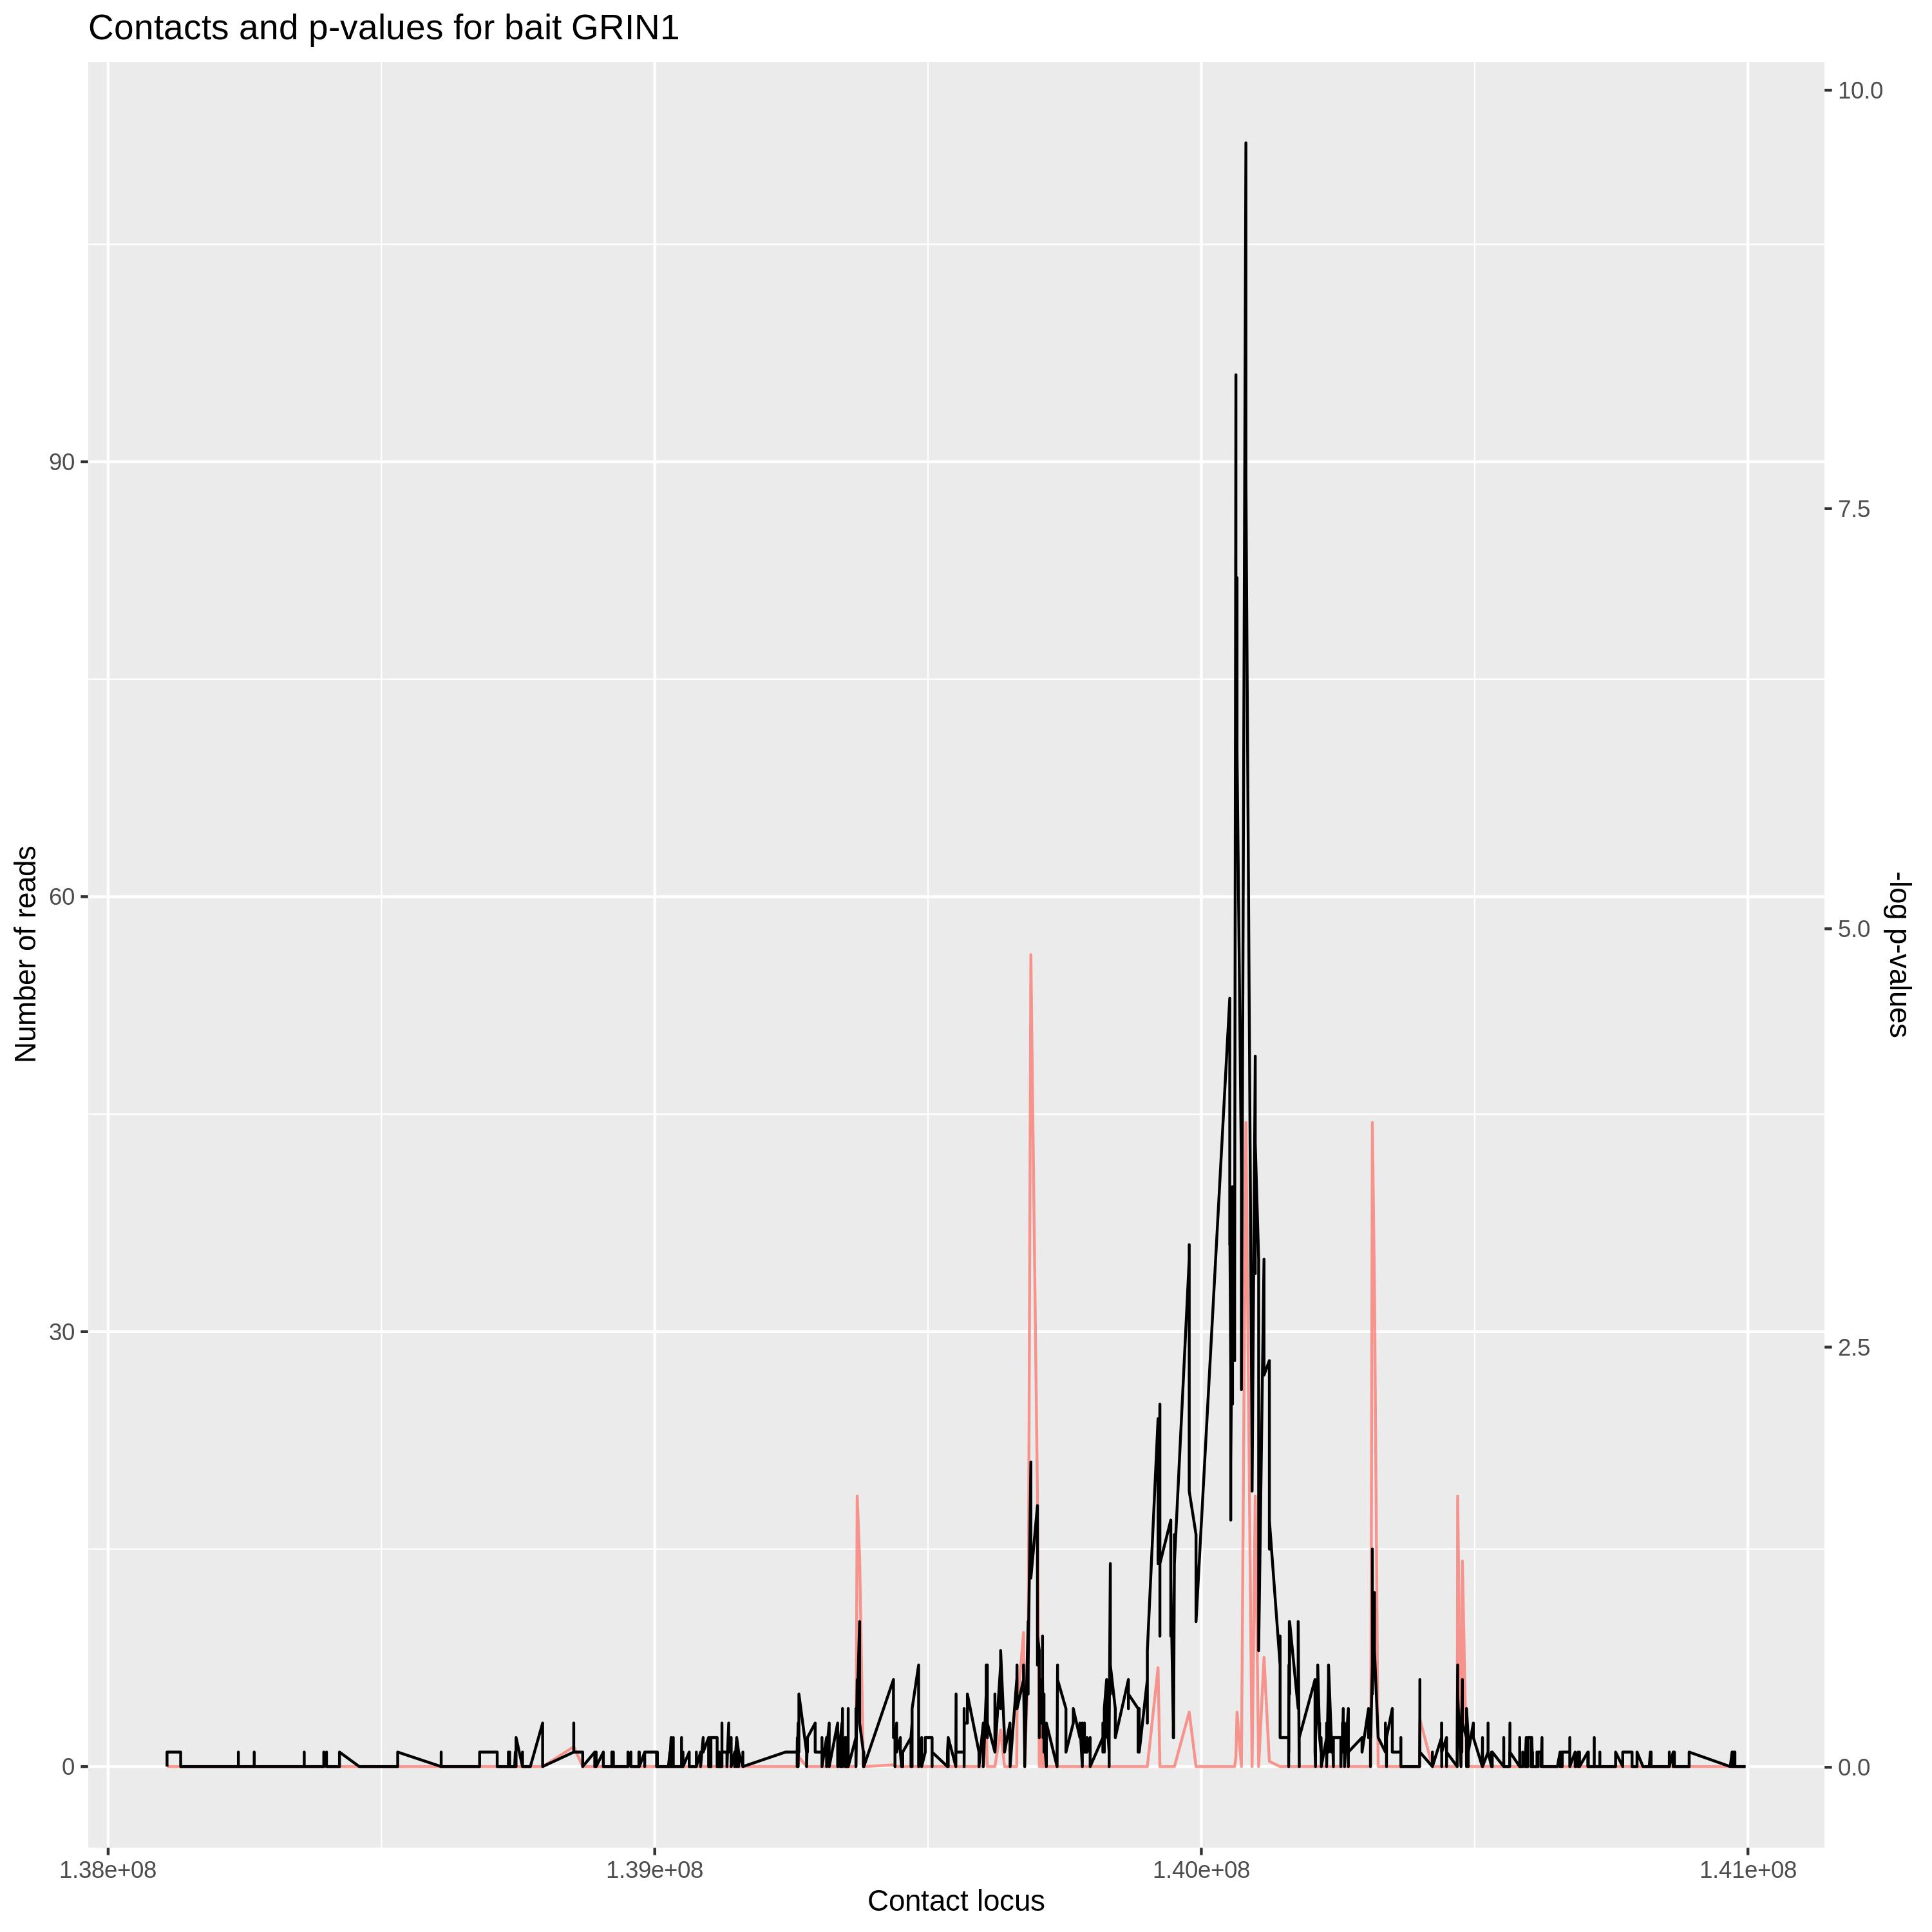 Contacts and p-values for bait GRIN1
10.0
90
7.5
60
5.0
Number of reads
-log p-values
30
2.5
0
0.0
1.38e+08
1.39e+08
1.40e+08
1.41e+08
Contact locus